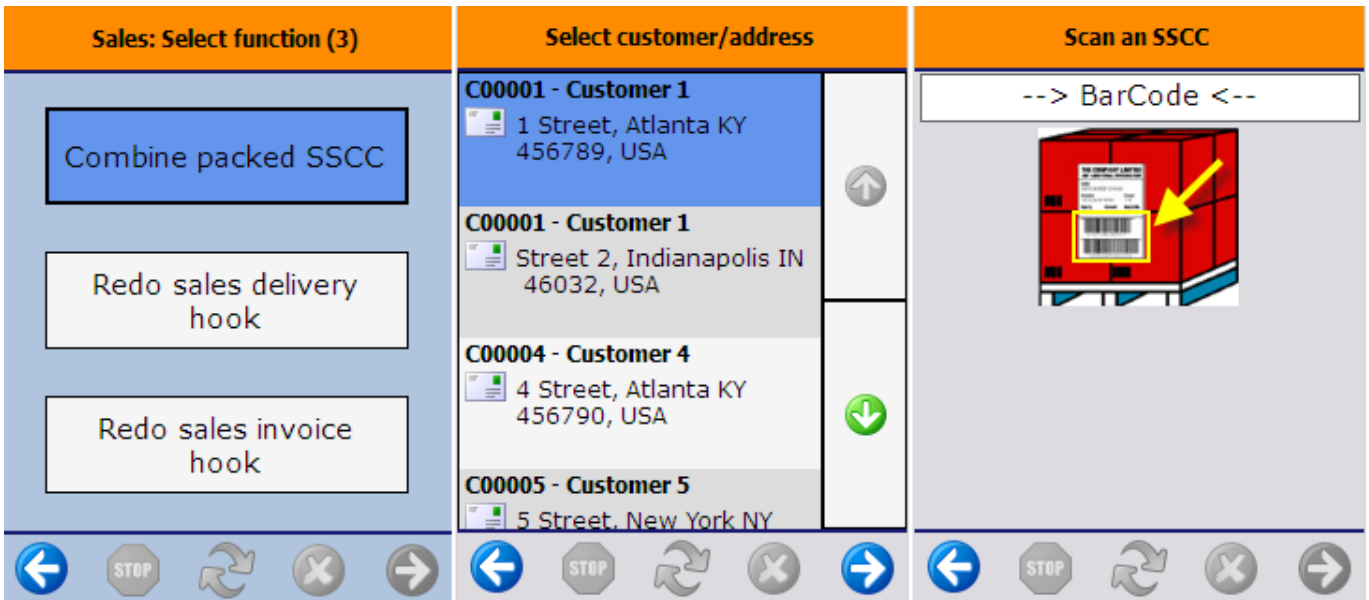 Sales: Select function (3)
Combine packed SSCC
Redo sales delivery
hook
Redo sales invoice
hook
STOP
Select customer/address
C00001 - Customer 1
1 Street, Atlanta KY
456789, USA
C00001 - Customer 1
Street 2, Indianapolis IN
46032, USA
C00004 - Customer 4
4 Street, Atlanta KY
456790, USA
C00005 - Customer 5
5 Street, New York NY
STOP
Scan an SSCC
--> BarCode <--
THE COMPANY LIMITED
STOP